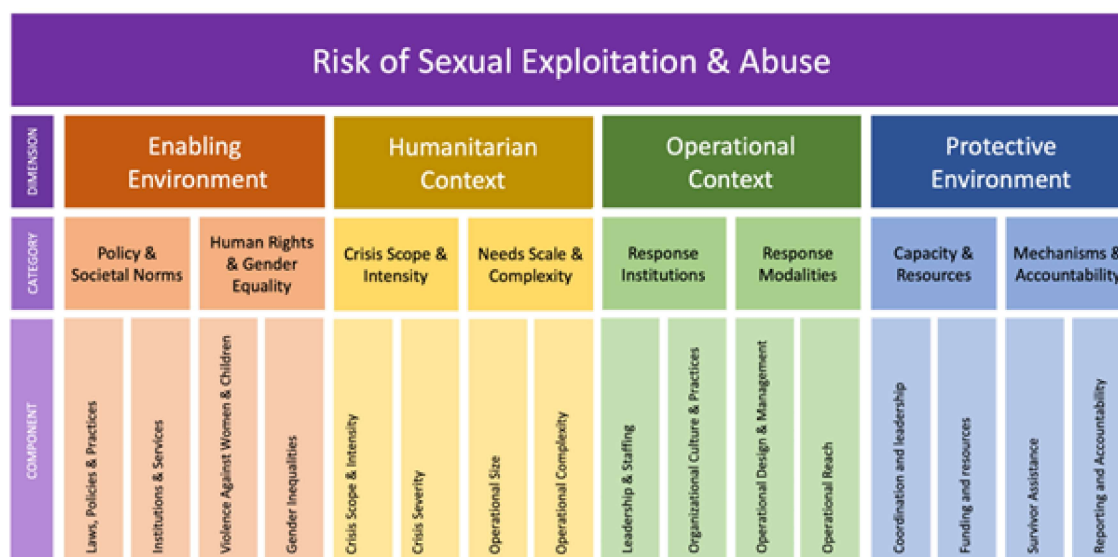 Risk of Sexual Exploitation & Abuse
DIMENSION
Enabling
Environment
Humanitarian
Context
Operational
Context
Protective
Environment
CATEGORY
Policy &
Societal Norms
Human Rights
& Gender
Equality
Crisis Scope &
Intensity
Needs Scale &
Complexity
Response
Institutions
Response
Modalities
Capacity &
Resources
Mechanisms &
Accountability
COMPONENT
Laws, Policies & Practices
Institutions & Services
Violence Against Women & Children
Gender Inequalities
Crisis Scope & Intensity
Crisis Severity
Operational Size
Operational Complexity
Leadership & Staffing
Organizational Culture & Practices
Operational Design & Management
Operational Reach
Coordination and leadership
Funding and resources
Survivor Assistance
Reporting and Accountability